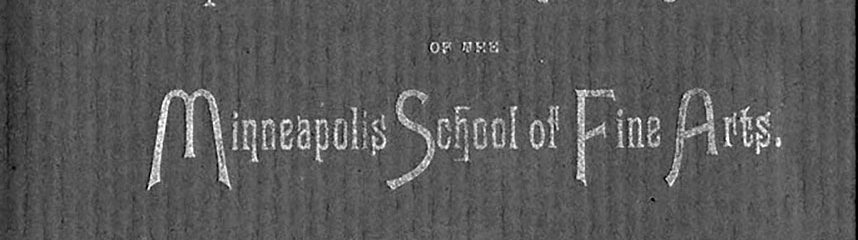 OF THE
Minneapolis School of Fine Arts.